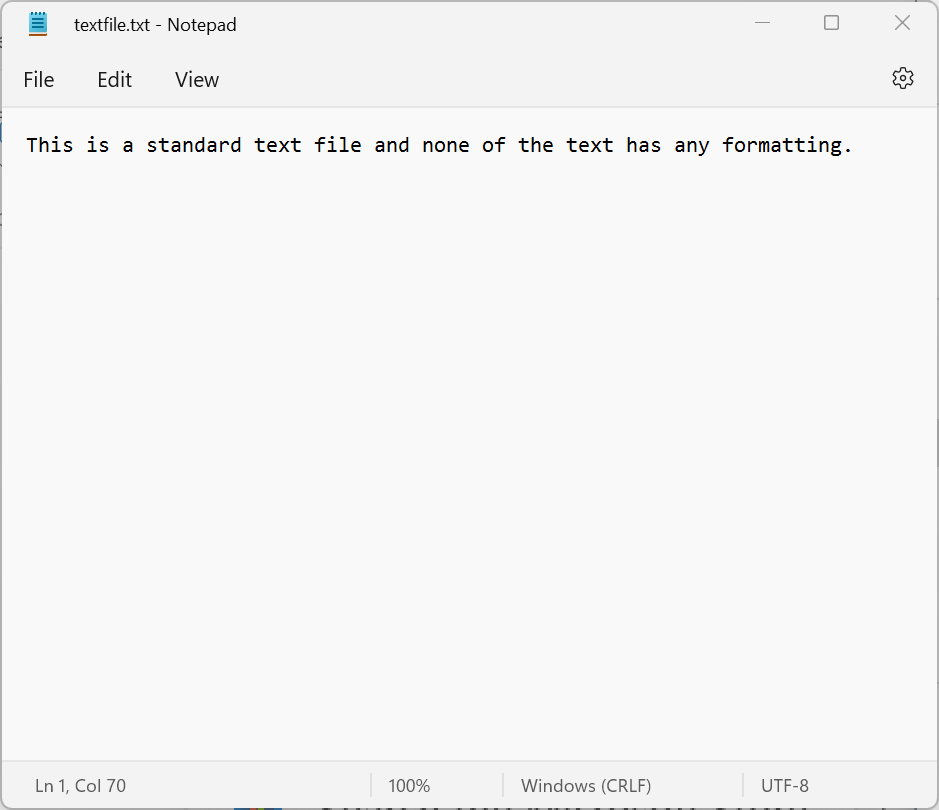 textfile.txt - Notepad
File Edit View
This is a standard text file and none of the text has any formatting.
Ln 1, Col 70 100% Windows (CRLF) UTF-8